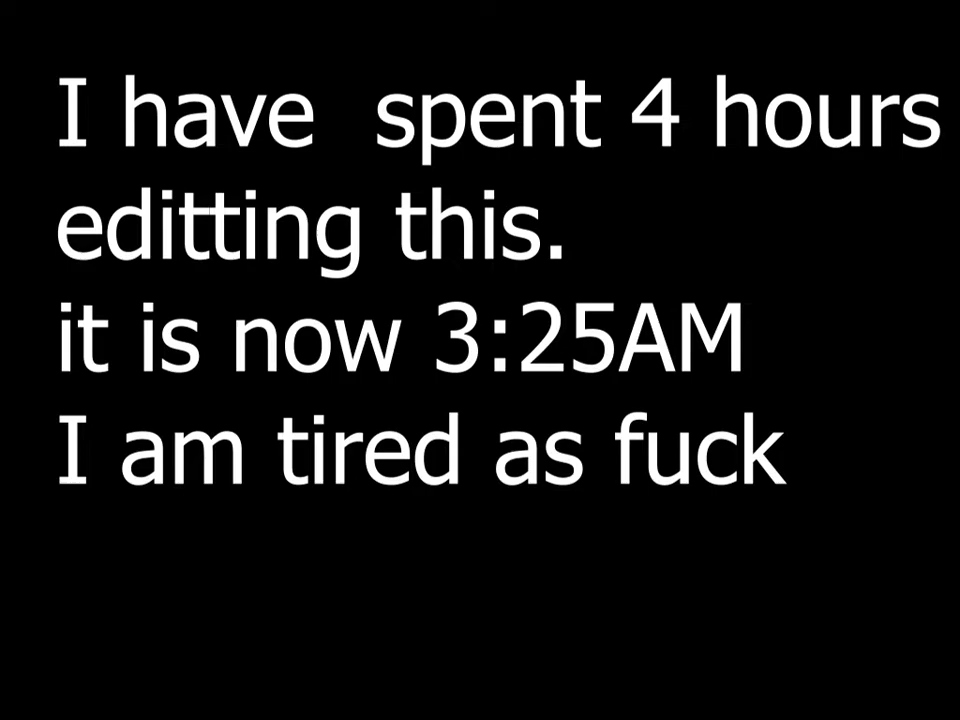 I have  spent 4 hours
editting this.
it is now 3:25AM
I am tired as fuck